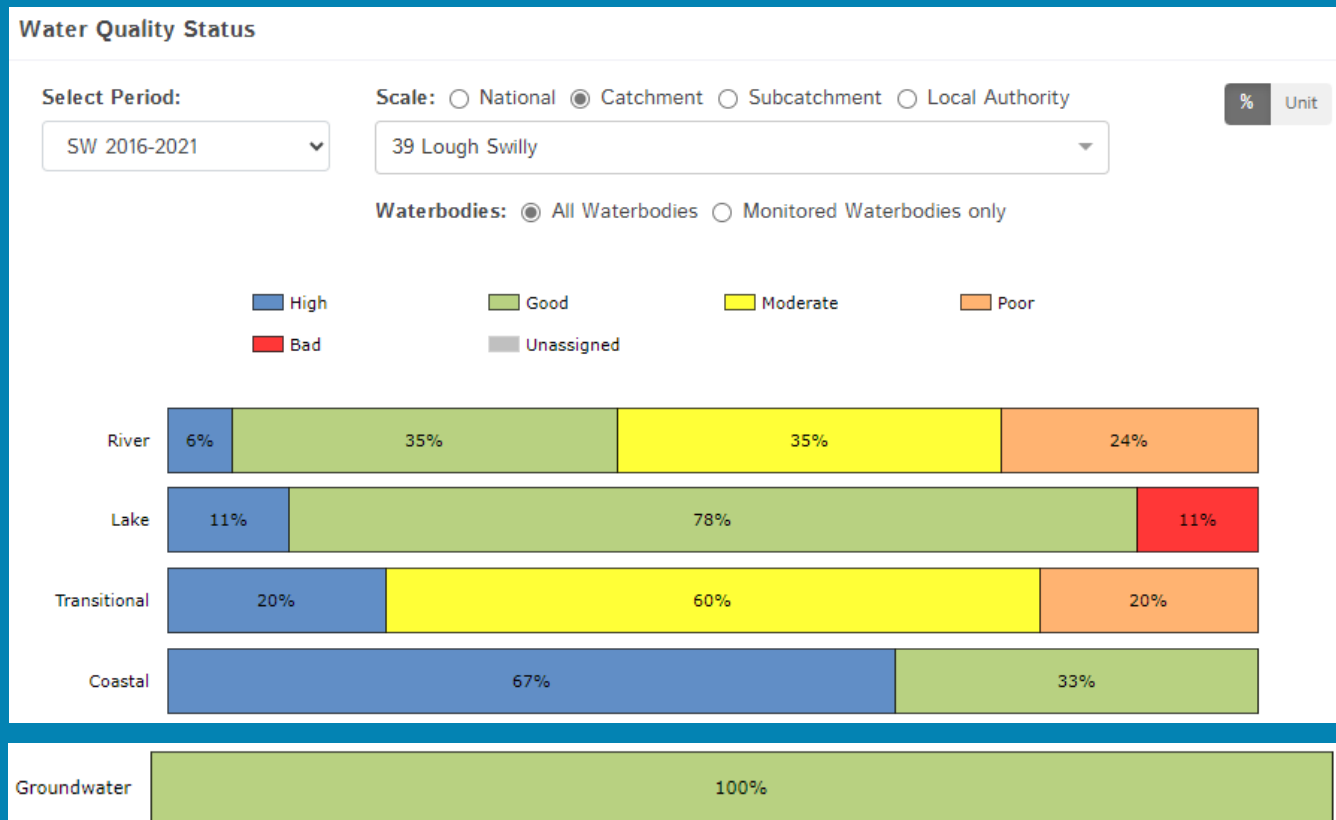 Water Quality Status
Select Period: Scale: National Catchment Subcatchment Local Authority % Unit
SW 2016-2021 39 Lough Swilly
Waterbodies: All Waterbodies Monitored Waterbodies only
High Good Moderate Poor
Bad Unassigned
River 6% 35% 35% 24%
Lake 11% 78% 11%
Transitional 20% 60% 20%
Coastal 67% 33%
Groundwater 100%